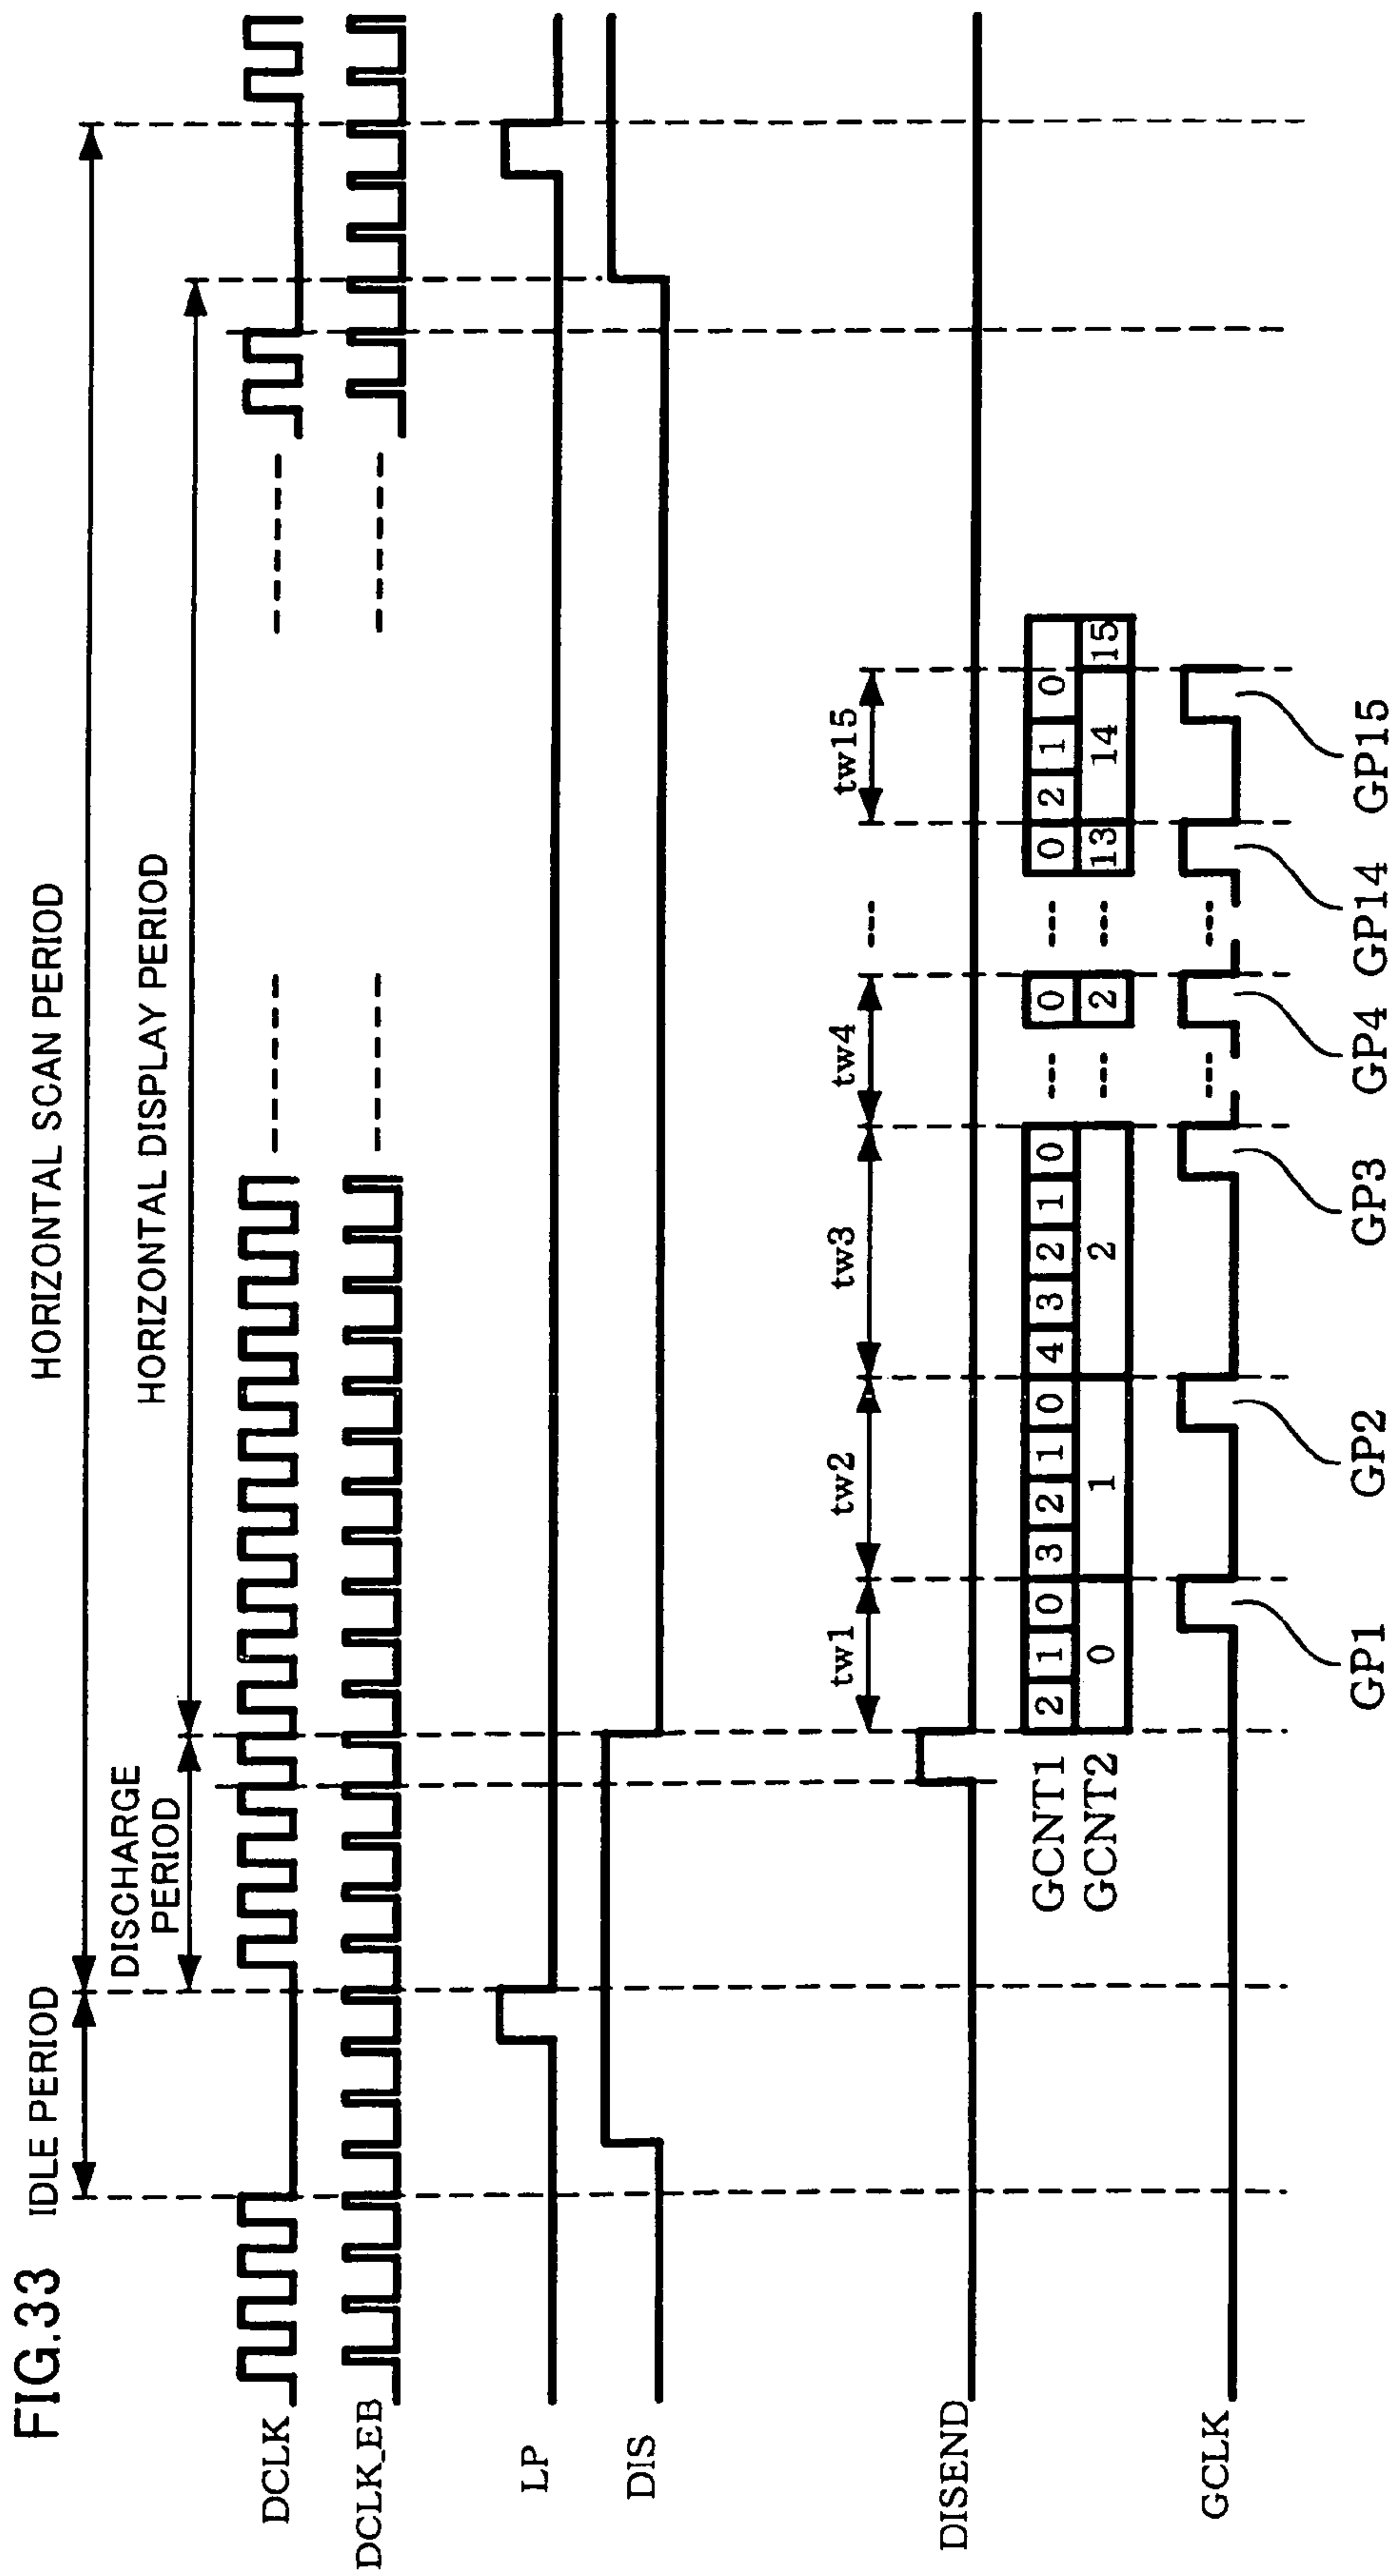 FIG.33
HORIZONTAL SCAN PERIOD
IDLE PERIOD
DISCHARGE
PERIOD
HORIZONTAL DISPLAY PERIOD
DCLK
DCLK_EB
LP
DIS
tw1 tw2 tw3 tw4 --- tw15
DISEND
GCNT1 2 1 0 3 2 1 0 4 3 2 1 0 --- 0 --- 0 2 1 0
GCNT2 0 1 2 --- 2 --- 13 14 15
GCLK --- ---
GP1 GP2 GP3 GP4 GP14 GP15